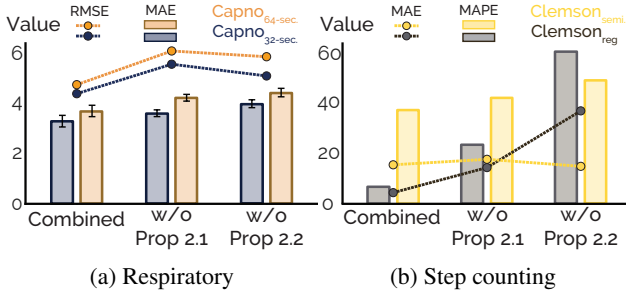 Value RMSE MAE Capno64-sec.
Capno32-sec.
6
4
2
0
Combined w/o Prop 2.1 w/o Prop 2.2
(a) Respiratory
Value MAE MAPE Clemsonsemi.
Clemsonreg
60
40
20
0
Combined w/o Prop 2.1 w/o Prop 2.2
(b) Step counting